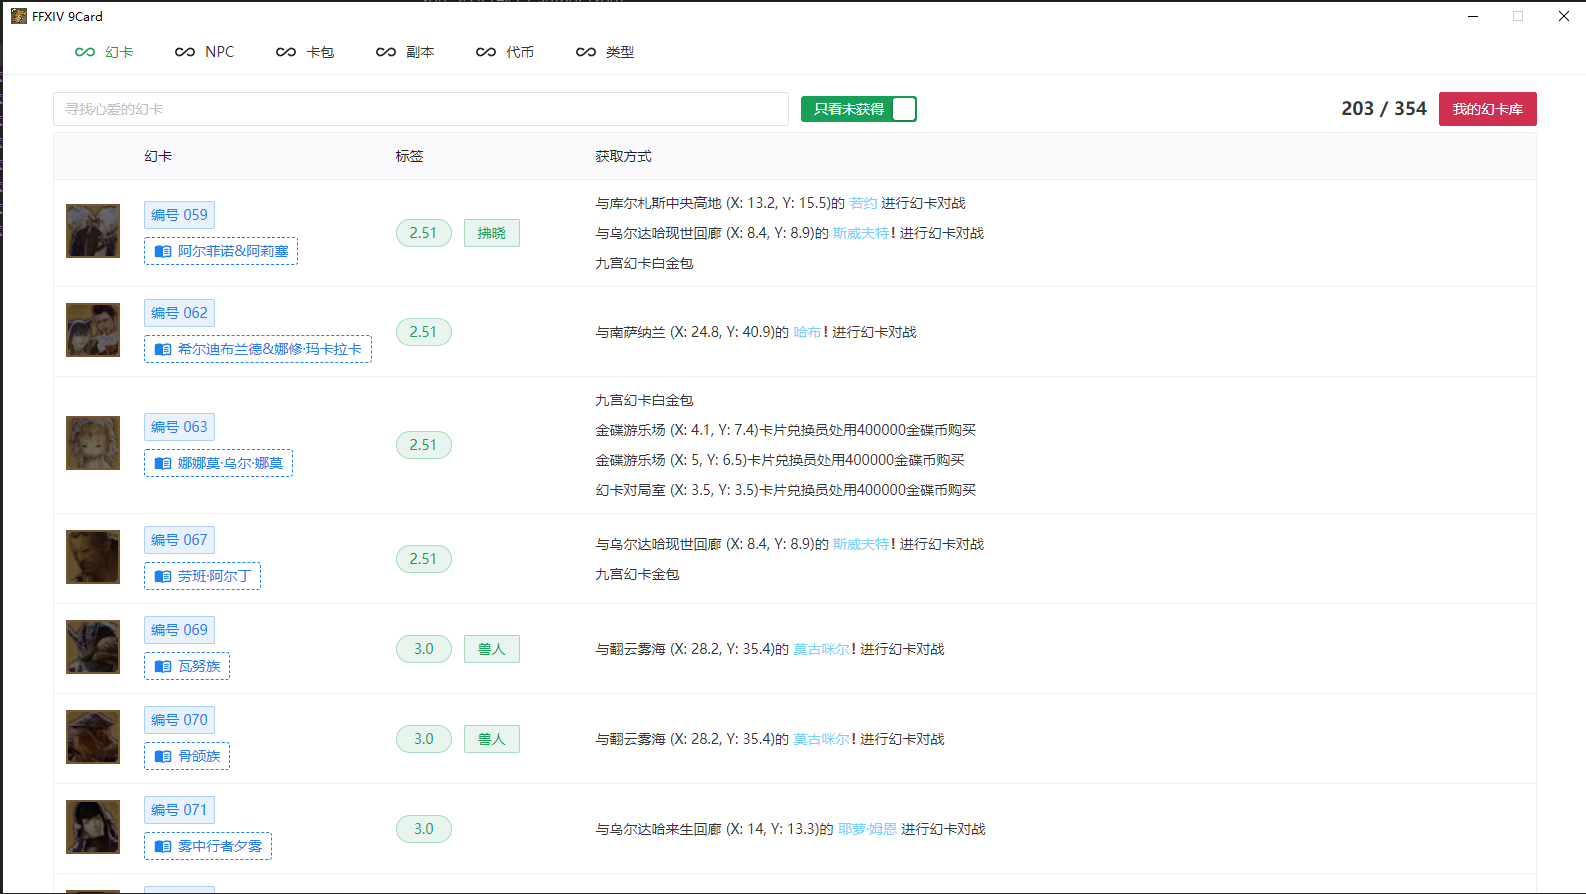 FFXIV 9Card
幻卡 NPC 卡包 副本 代币 类型
寻找心爱的幻卡 只看未获得 203 / 354 我的幻卡库
幻卡 标签 获取方式
编号 059
阿尔菲诺&阿莉塞
2.51 拂晓
与库尔札斯中央高地 (X: 13.2, Y: 15.5)的 若约 进行幻卡对战
与乌尔达哈现世回廊 (X: 8.4, Y: 8.9)的 斯威夫特! 进行幻卡对战
九宫幻卡白金包
编号 062
希尔迪布兰德&娜修·玛卡拉卡
2.51
与南萨纳兰 (X: 24.8, Y: 40.9)的 哈布! 进行幻卡对战
编号 063
娜娜莫·乌尔·娜莫
2.51
九宫幻卡白金包
金碟游乐场 (X: 4.1, Y: 7.4)卡片兑换员处用400000金碟币购买
金碟游乐场 (X: 5, Y: 6.5)卡片兑换员处用400000金碟币购买
幻卡对局室 (X: 3.5, Y: 3.5)卡片兑换员处用400000金碟币购买
编号 067
劳班·阿尔丁
2.51
与乌尔达哈现世回廊 (X: 8.4, Y: 8.9)的 斯威夫特! 进行幻卡对战
九宫幻卡金包
编号 069
瓦努族
3.0 兽人
与翻云雾海 (X: 28.2, Y: 35.4)的 莫古咪尔! 进行幻卡对战
编号 070
骨颌族
3.0 兽人
与翻云雾海 (X: 28.2, Y: 35.4)的 莫古咪尔! 进行幻卡对战
编号 071
雾中行者夕雾
3.0
与乌尔达哈来生回廊 (X: 14, Y: 13.3)的 耶萝·姆恩 进行幻卡对战